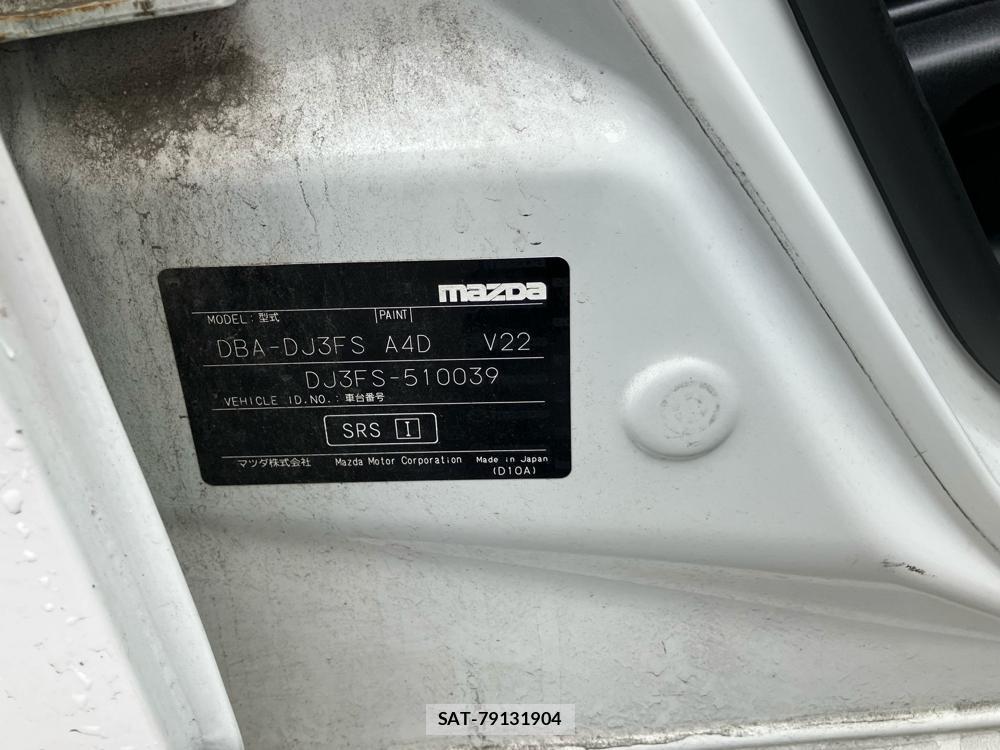 mazda
MODEL: 型式 PAINT
DBA-DJ3FS A4D V22
DJ3FS-510039
VEHICLE ID.NO.: 車台番号
SRS I
マツダ株式会社 Mazda Motor Corporation Made in Japan
(D10A)
SAT-79131904